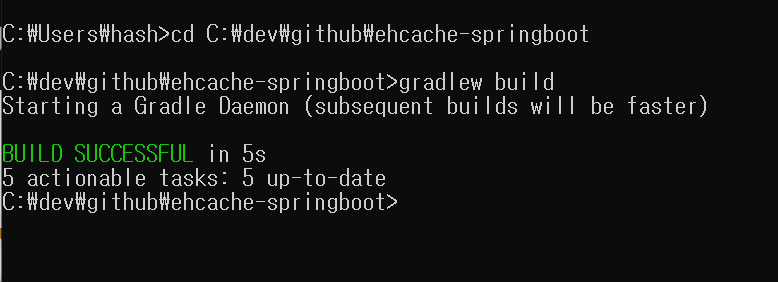 C:₩Users₩hash>cd C:₩dev₩github₩ehcache-springboot
C:₩dev₩github₩ehcache-springboot>gradlew build
Starting a Gradle Daemon (subsequent builds will be faster)
BUILD SUCCESSFUL in 5s
5 actionable tasks: 5 up-to-date
C:₩dev₩github₩ehcache-springboot>